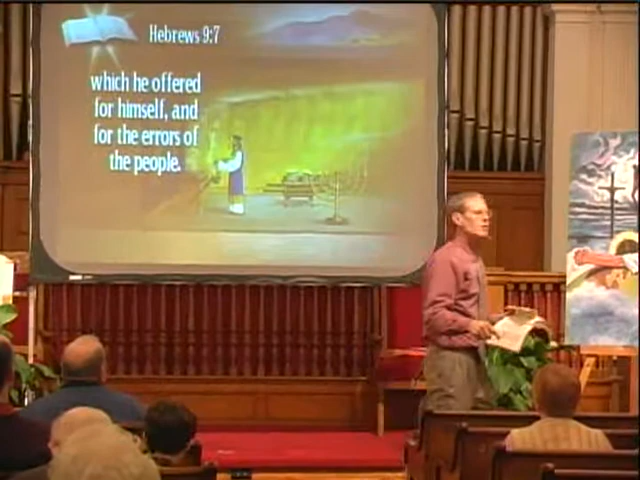 Hebrews 9:7
which he offered
for himself, and
for the errors of
the people.